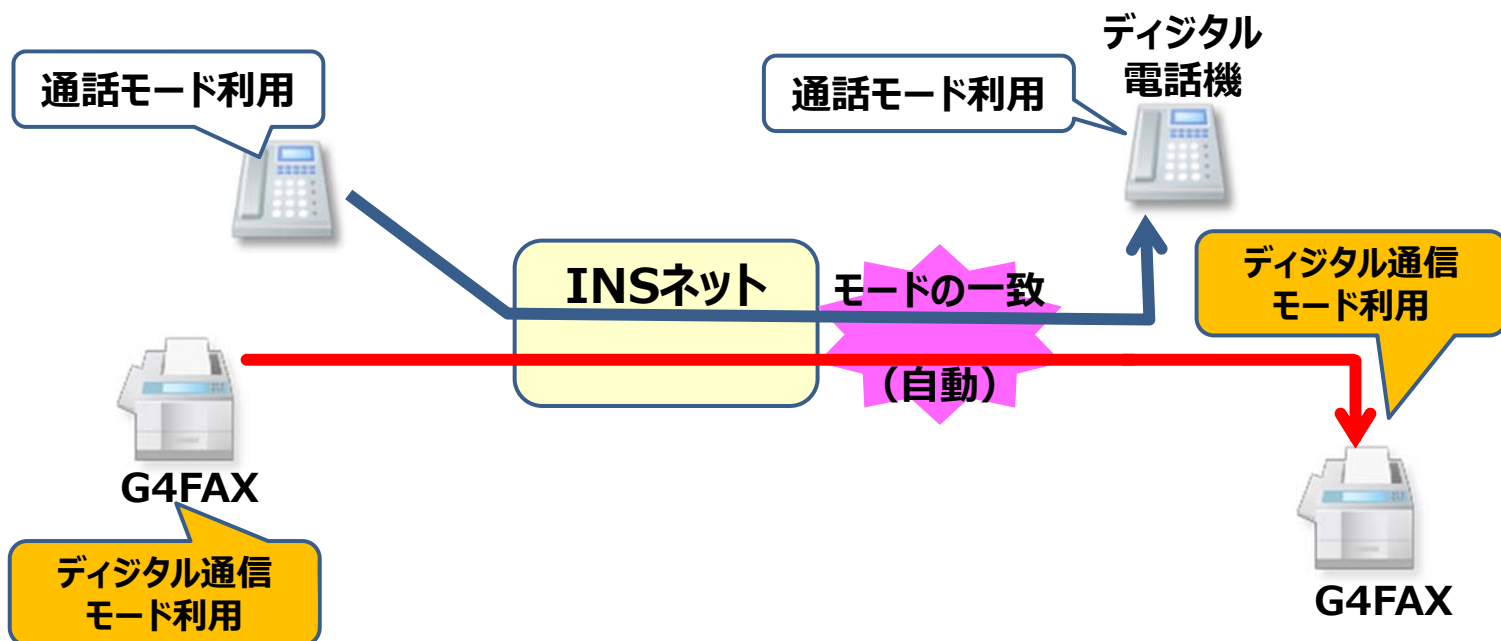 通話モード利用
通話モード利用
ディジタル
電話機
INSネット
モードの一致
（自動）
ディジタル通信
モード利用
G4FAX
ディジタル通信
モード利用
G4FAX